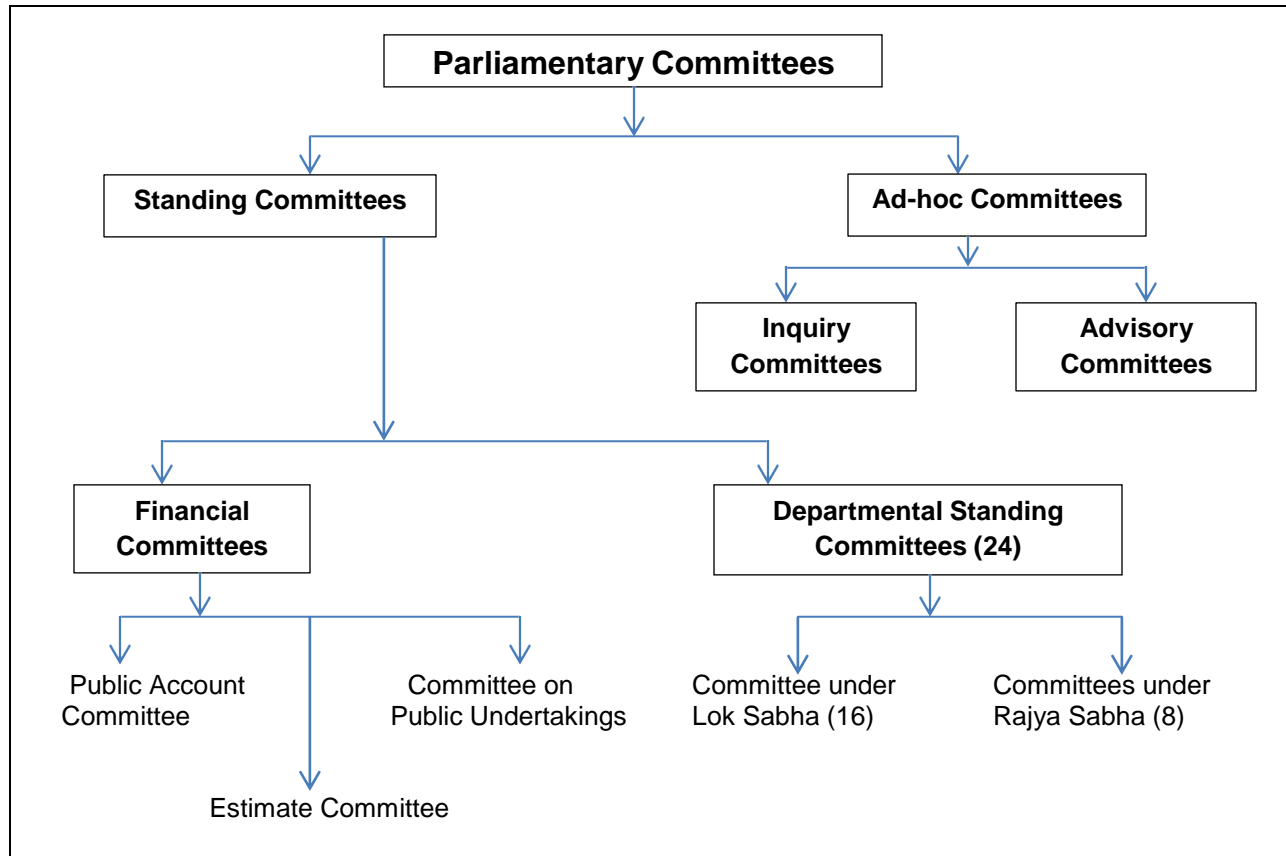 Parliamentary Committees
Standing Committees
Ad-hoc Committees
Inquiry
Committees
Advisory
Committees
Financial
Committees
Departmental Standing
Committees (24)
Public Account
Committee
Committee on
Public Undertakings
Committee under
Lok Sabha (16)
Committees under
Rajya Sabha (8)
Estimate Committee